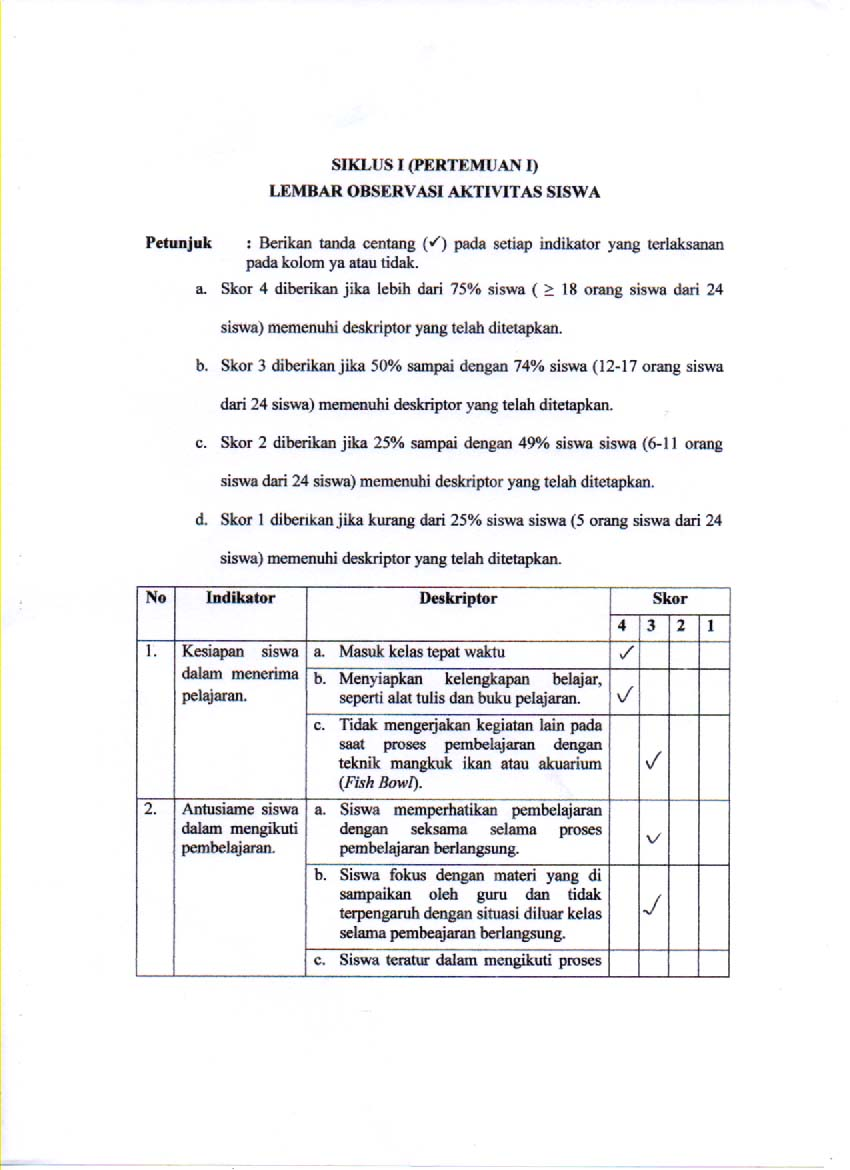 SIKLUS I (PERTEMUAN I)
LEMBAR OBSERVASI AKTIVITAS SISWA
Petunjuk : Berikan tanda centang (✓) pada setiap indikator yang terlaksanan
pada kolom ya atau tidak.
a. Skor 4 diberikan jika lebih dari 75% siswa ( ≥ 18 orang siswa dari 24
siswa) memenuhi deskriptor yang telah ditetapkan.
b. Skor 3 diberikan jika 50% sampai dengan 74% siswa (12-17 orang siswa
dari 24 siswa) memenuhi deskriptor yang telah ditetapkan.
c. Skor 2 diberikan jika 25% sampai dengan 49% siswa siswa (6-11 orang
siswa dari 24 siswa) memenuhi deskriptor yang telah ditetapkan.
d. Skor 1 diberikan jika kurang dari 25% siswa siswa (5 orang siswa dari 24
siswa) memenuhi deskriptor yang telah ditetapkan.
No Indikator Deskriptor Skor
4 3 2 1
1. Kesiapan siswa
dalam menerima
pelajaran.
a. Masuk kelas tepat waktu ✓
b. Menyiapkan kelengkapan belajar,
seperti alat tulis dan buku pelajaran. ✓
c. Tidak mengerjakan kegiatan lain pada
saat proses pembelajaran dengan
teknik mangkuk ikan atau akuarium ✓
(Fish Bowl).
2. Antusiame siswa
dalam mengikuti
pembelajaran.
a. Siswa memperhatikan pembelajaran
dengan seksama selama proses ✓
pembelajaran berlangsung.
b. Siswa fokus dengan materi yang di
sampaikan oleh guru dan tidak
terpengaruh dengan situasi diluar kelas ✓
selama pembeajaran berlangsung.
c. Siswa teratur dalam mengikuti proses